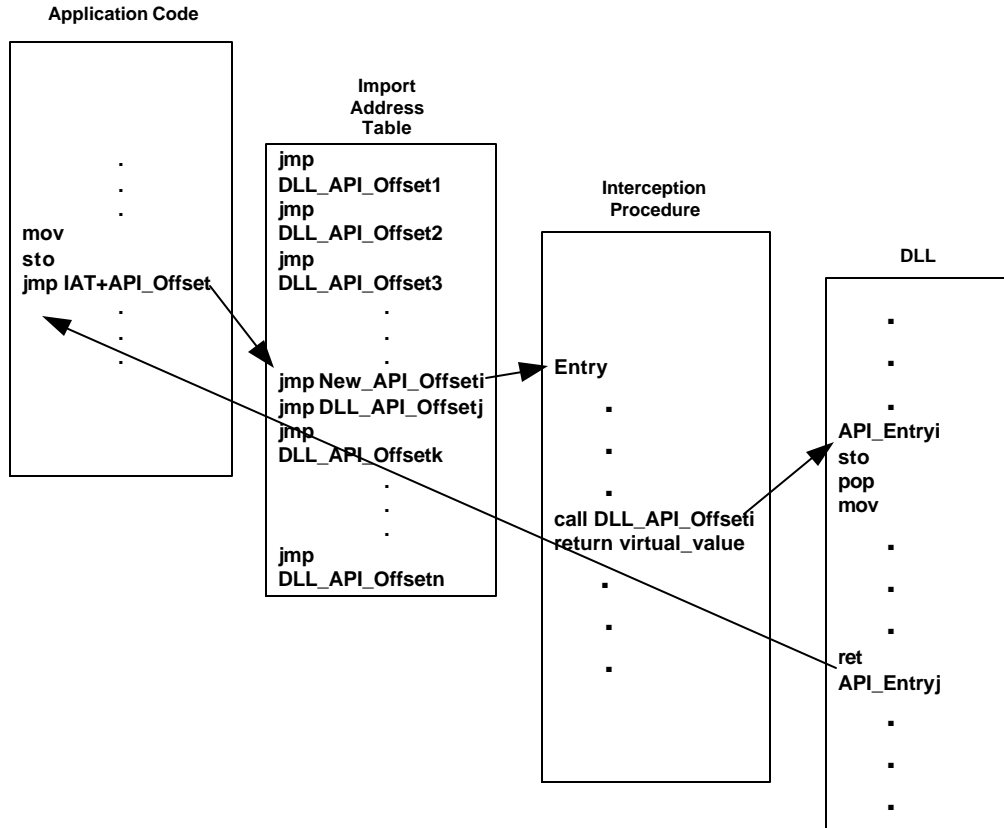 Application Code
mov
sto
jmp IAT+API_Offset
Import
Address
Table
jmp
DLL_API_Offset1
jmp
DLL_API_Offset2
jmp
DLL_API_Offset3
jmp New_API_Offseti
jmp DLL_API_Offsetj
jmp
DLL_API_Offsetk
jmp
DLL_API_Offsetn
Interception
Procedure
Entry
call DLL_API_Offseti
return virtual_value
DLL
API_Entryi
sto
pop
mov
ret
API_Entryj